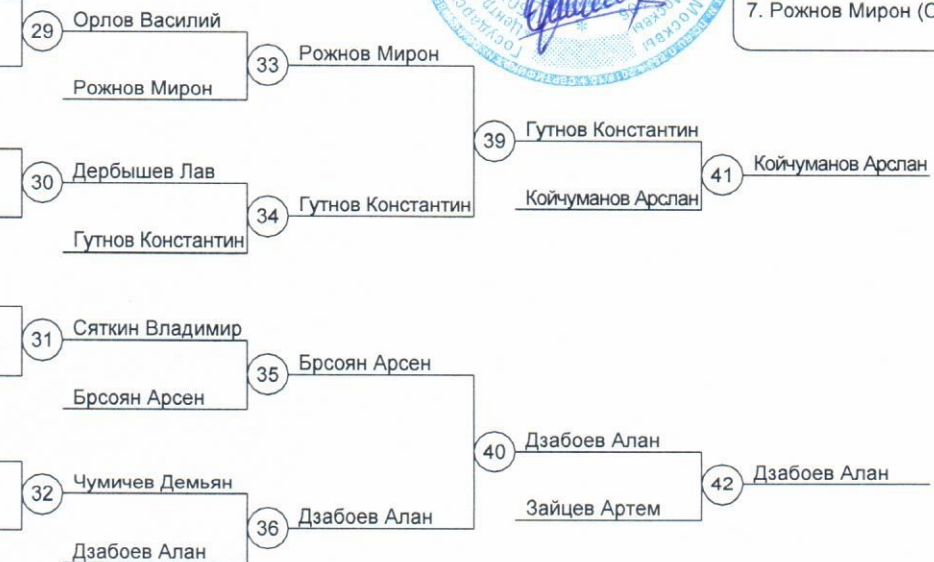 7. Рожнов Мирон (С
29 Орлов Василий
Рожнов Мирон
33 Рожнов Мирон
30 Дербышев Лав
Гутнов Константин
34 Гутнов Константин
39 Гутнов Константин
Койчуманов Арслан
41 Койчуманов Арслан
31 Сяткин Владимир
Брсоян Арсен
35 Брсоян Арсен
32 Чумичев Демьян
Дзабоев Алан
36 Дзабоев Алан
40 Дзабоев Алан
Зайцев Артем
42 Дзабоев Алан
Москвы